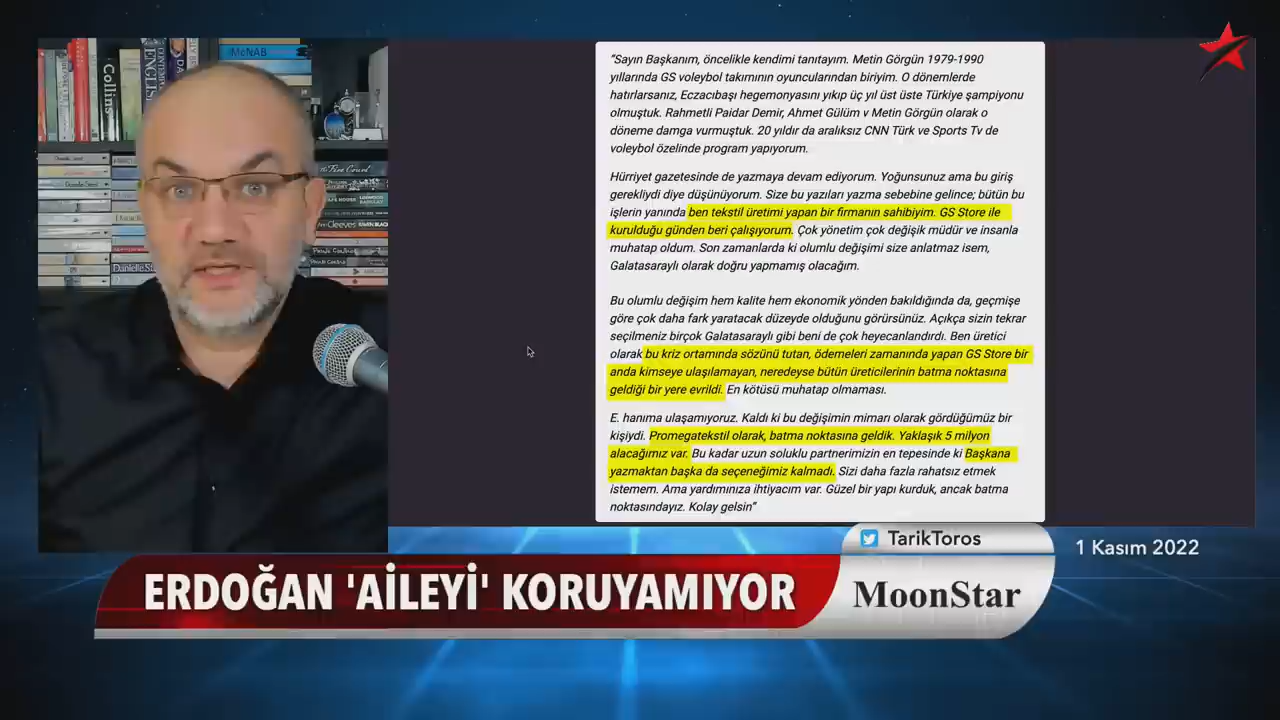 McNAB
Collins
ENGLISH
"Sayın Başkanım, öncelikle kendimi tanıtayım. Metin Görgün 1979-1990
yıllarında GS voleybol takımının oyuncularından biriyim. O dönemlerde
hatırlarsanız, Eczacıbaşı hegemonyasını yıkıp üç yıl üst üste Türkiye şampiyonu
olmuştuk. Rahmetli Paidar Demir, Ahmet Gülüm v Metin Görgün olarak o
döneme damga vurmuştuk. 20 yıldır da aralıksız CNN Türk ve Sports Tv de
voleybol özelinde program yapıyorum.
Hürriyet gazetesinde de yazmaya devam ediyorum. Yoğunsunuz ama bu giriş
gerekliydi diye düşünüyorum. Size bu yazıları yazma sebebine gelince; bütün bu
işlerin yanında ben tekstil üretimi yapan bir firmanın sahibiyim. GS Store ile
kurulduğu günden beri çalışıyorum. Çok yönetim çok değişik müdür ve insanla
muhatap oldum. Son zamanlarda ki olumlu değişimi size anlatmaz isem,
Galatasaraylı olarak doğru yapmamış olacağım.
Bu olumlu değişim hem kalite hem ekonomik yönden bakıldığında da, geçmişe
göre çok daha fark yaratacak düzeyde olduğunu görürsünüz. Açıkça sizin tekrar
seçilmeniz birçok Galatasaraylı gibi beni de çok heyecanlandırdı. Ben üretici
olarak bu kriz ortamında sözünü tutan, ödemeleri zamanında yapan GS Store bir
anda kimseye ulaşılamayan, neredeyse bütün üreticilerinin batma noktasına
geldiği bir yere evrildi. En kötüsü muhatap olmaması.
E. hanıma ulaşamıyoruz. Kaldı ki bu değişimin mimarı olarak gördüğümüz bir
kişiydi. Promegatekstil olarak, batma noktasına geldik. Yaklaşık 5 milyon
alacağımız var. Bu kadar uzun soluklu partnerimizin en tepesinde ki Başkana
yazmaktan başka da seçeneğimiz kalmadı. Sizi daha fazla rahatsız etmek
istemem. Ama yardımınıza ihtiyacım var. Güzel bir yapı kurduk, ancak batma
noktasındayız. Kolay gelsin"
TarikToros
1 Kasım 2022
ERDOĞAN 'AİLEYİ' KORUYAMIYOR
MoonStar